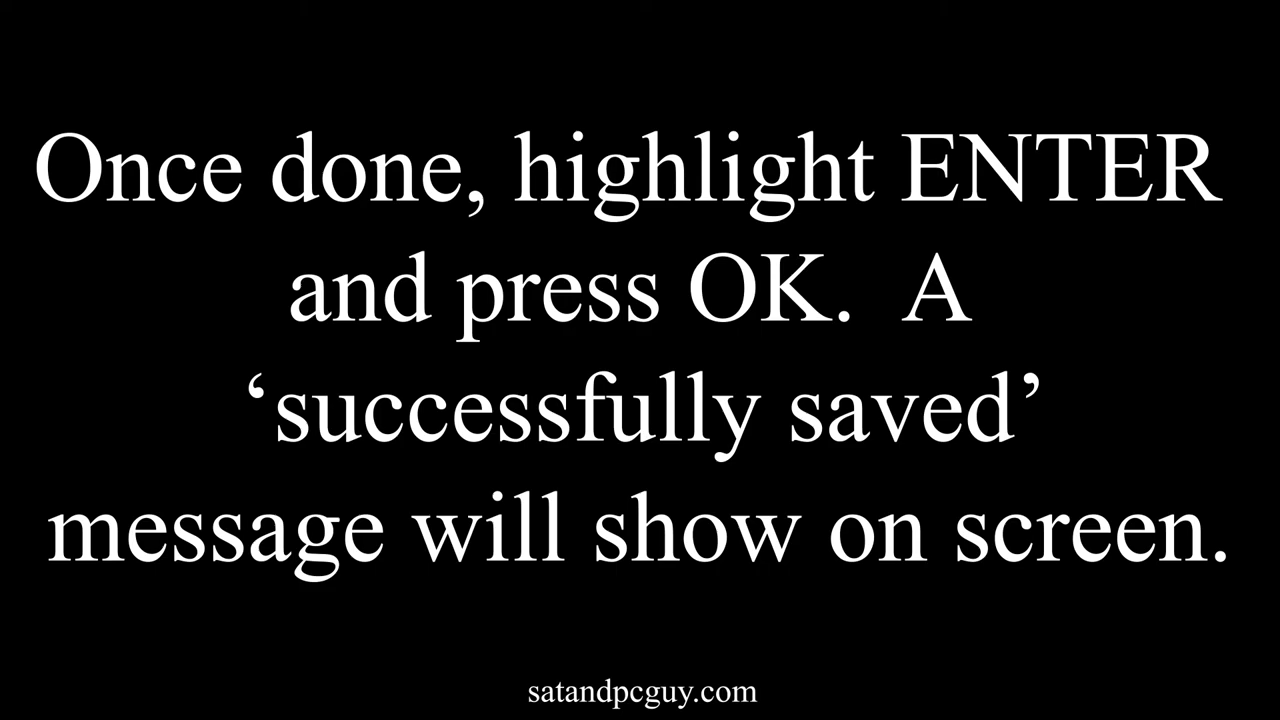 Once done, highlight ENTER
and press OK.  A
‘successfully saved’
message will show on screen.
satandpcguy.com